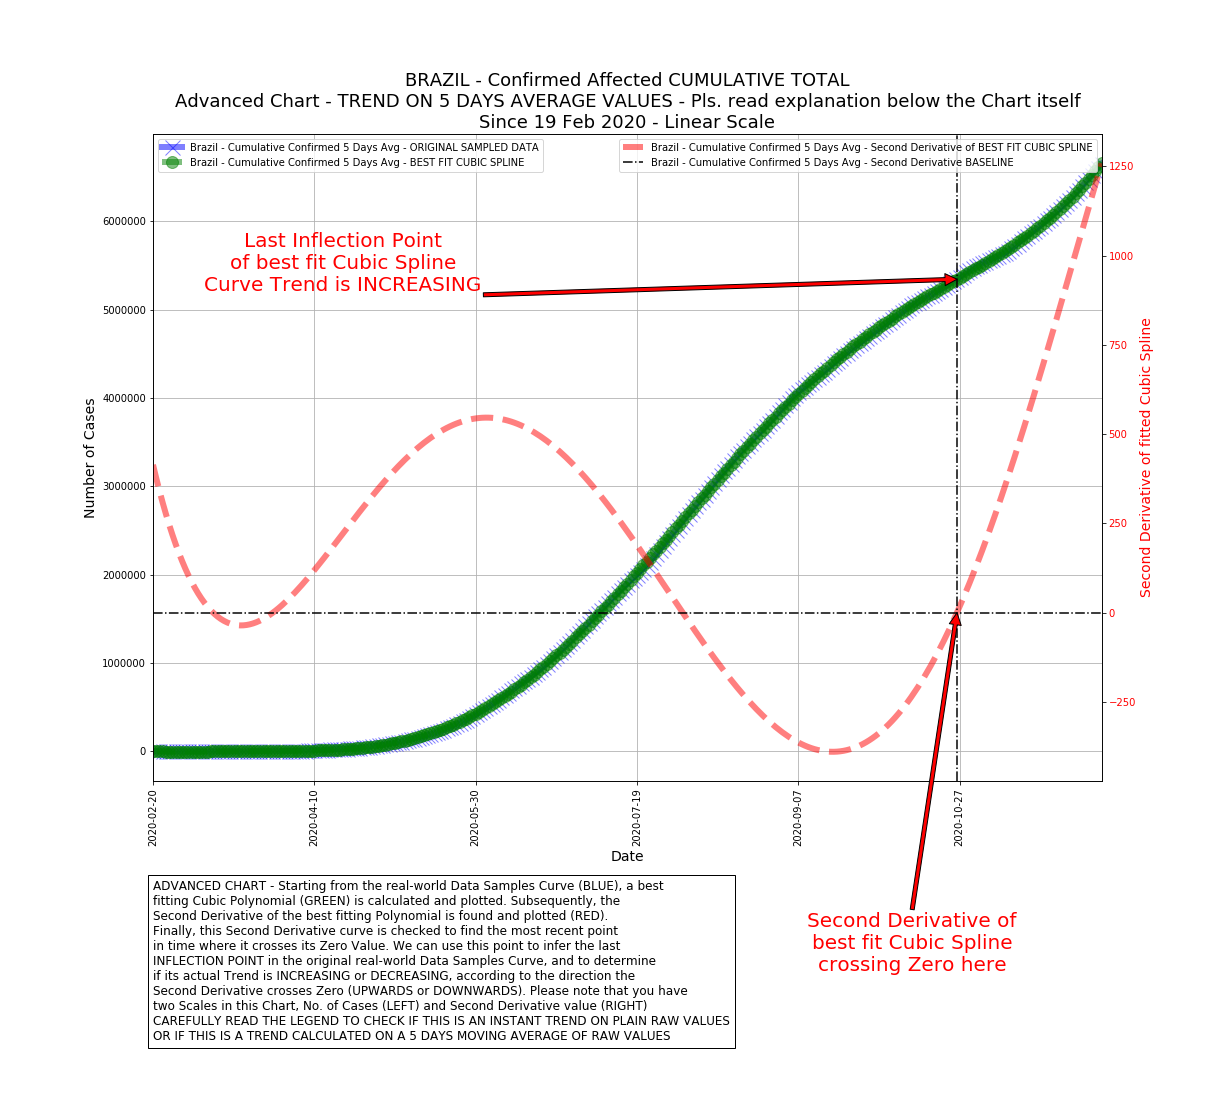 BRAZIL - Confirmed Affected CUMULATIVE TOTAL
Advanced Chart - TREND ON 5 DAYS AVERAGE VALUES - Pls. read explanation below the Chart itself
Since 19 Feb 2020 - Linear Scale
Brazil - Cumulative Confirmed 5 Days Avg - ORIGINAL SAMPLED DATA
Brazil - Cumulative Confirmed 5 Days Avg - BEST FIT CUBIC SPLINE
Brazil - Cumulative Confirmed 5 Days Avg - Second Derivative of BEST FIT CUBIC SPLINE
Brazil - Cumulative Confirmed 5 Days Avg - Second Derivative BASELINE
Last Inflection Point
of best fit Cubic Spline
Curve Trend is INCREASING
Number of Cases
6000000
5000000
4000000
3000000
2000000
1000000
0
1250
1000
750
500
250
0
−250
Second Derivative of fitted Cubic Spline
2020-02-20
2020-04-10
2020-05-30
2020-07-19
2020-09-07
2020-10-27
Date
Second Derivative of
best fit Cubic Spline
crossing Zero here
ADVANCED CHART - Starting from the real-world Data Samples Curve (BLUE), a best
fitting Cubic Polynomial (GREEN) is calculated and plotted. Subsequently, the
Second Derivative of the best fitting Polynomial is found and plotted (RED).
Finally, this Second Derivative curve is checked to find the most recent point
in time where it crosses its Zero Value. We can use this point to infer the last
INFLECTION POINT in the original real-world Data Samples Curve, and to determine
if its actual Trend is INCREASING or DECREASING, according to the direction the
Second Derivative crosses Zero (UPWARDS or DOWNWARDS). Please note that you have
two Scales in this Chart, No. of Cases (LEFT) and Second Derivative value (RIGHT)
CAREFULLY READ THE LEGEND TO CHECK IF THIS IS AN INSTANT TREND ON PLAIN RAW VALUES
OR IF THIS IS A TREND CALCULATED ON A 5 DAYS MOVING AVERAGE OF RAW VALUES